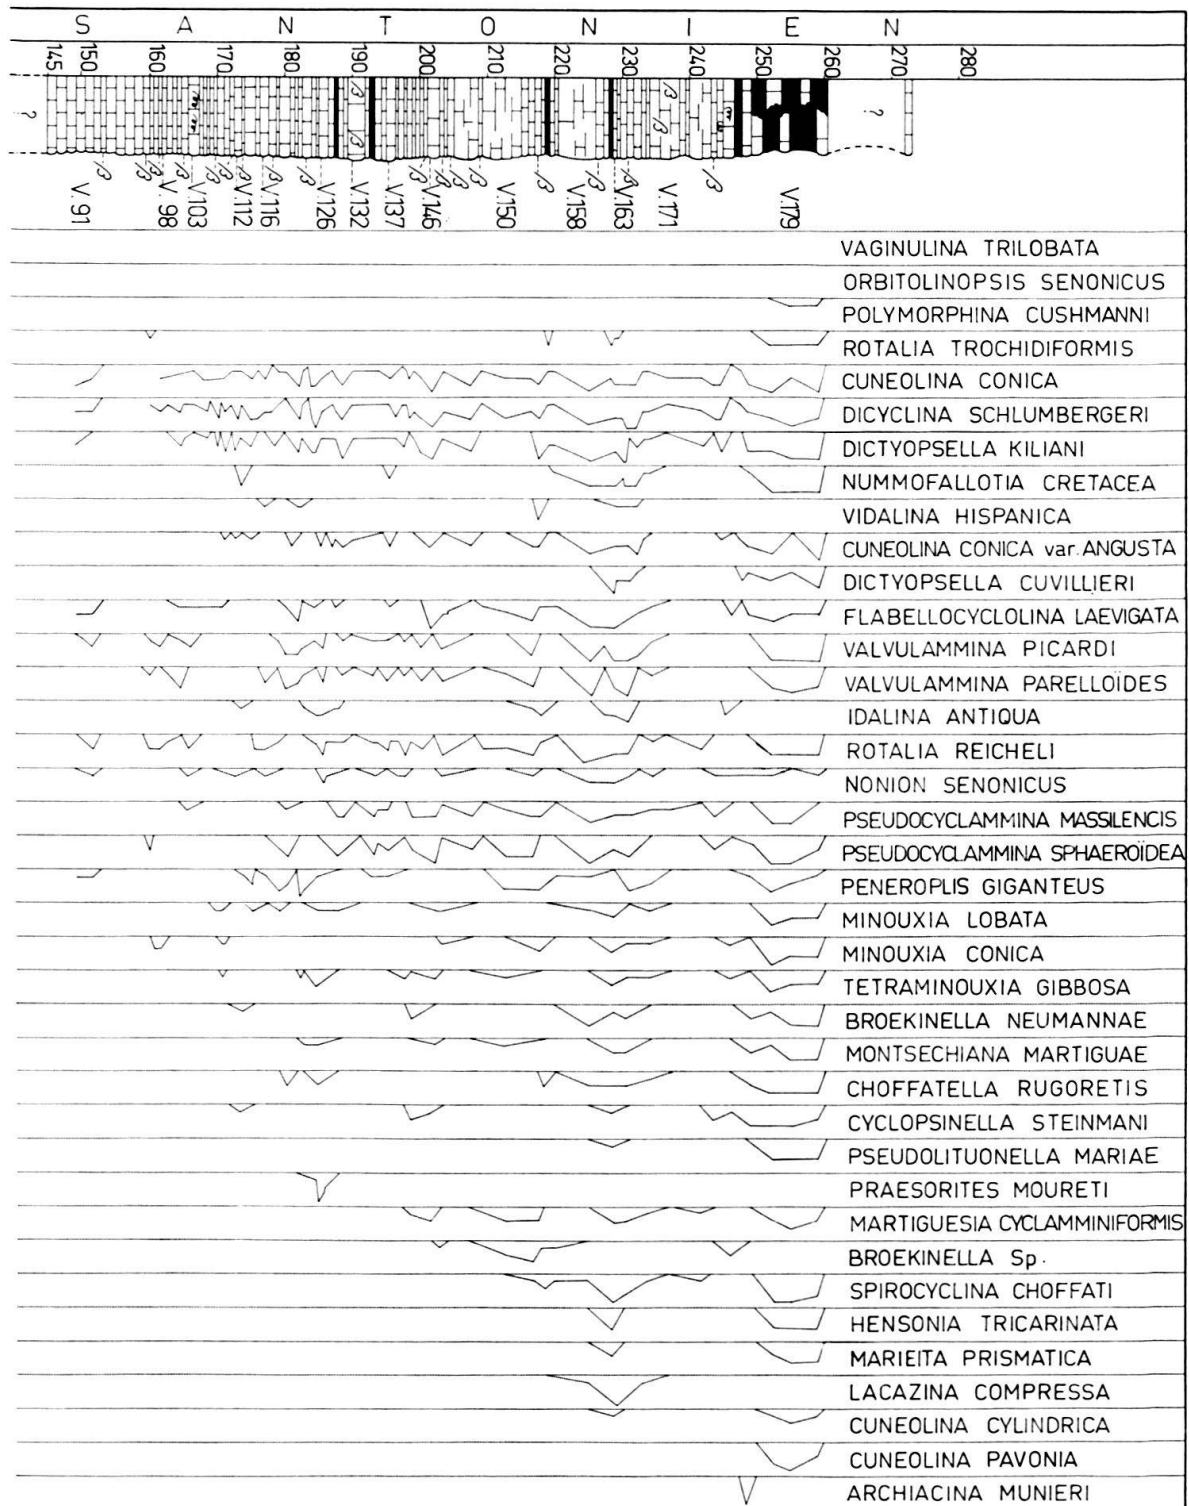 S A N T O N I E N
145 150 160 170 180 190 200 210 220 230 240 250 260 270 280
? β β ?
β β β β β β β β β β β β β β β β β
V.91 V.98 V.103 V.112 V.116 V.126 V.132 V.137 V.146 V.150 V.158 V.163 V.171 V.179
VAGINULINA TRILOBATA
ORBITOLINOPSIS SENONICUS
POLYMORPHINA CUSHMANNI
ROTALIA TROCHIDIFORMIS
CUNEOLINA CONICA
DICYCLINA SCHLUMBERGERI
DICTYOPSELLA KILIANI
NUMMOFALLOTIA CRETACEA
VIDALINA HISPANICA
CUNEOLINA CONICA var. ANGUSTA
DICTYOPSELLA CUVILLIERI
FLABELLOCYCLOLINA LAEVIGATA
VALVULAMMINA PICARDI
VALVULAMMINA PARELLOÏDES
IDALINA ANTIQUA
ROTALIA REICHELI
NONION SENONICUS
PSEUDOCYCLAMMINA MASSILENCIS
PSEUDOCYCLAMMINA SPHAEROÏDEA
PENEROPLIS GIGANTEUS
MINOUXIA LOBATA
MINOUXIA CONICA
TETRAMINOUXIA GIBBOSA
BROEKINELLA NEUMANNAE
MONTSECHIANA MARTIGUAE
CHOFFATELLA RUGORETIS
CYCLOPSINELLA STEINMANI
PSEUDOLITUONELLA MARIAE
PRAESORITES MOURETI
MARTIGUESIA CYCLAMMINIFORMIS
BROEKINELLA Sp.
SPIROCYCLINA CHOFFATI
HENSONIA TRICARINATA
MARIEITA PRISMATICA
LACAZINA COMPRESSA
CUNEOLINA CYLINDRICA
CUNEOLINA PAVONIA
ARCHIACINA MUNIERI